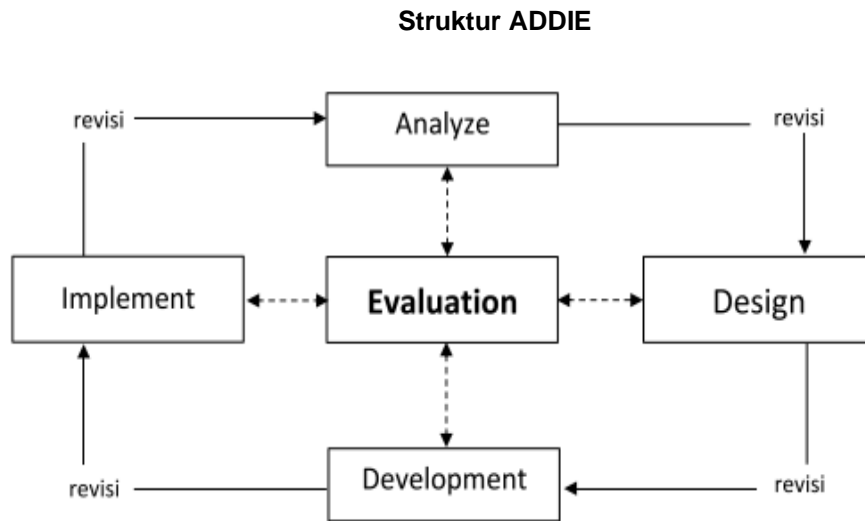 Struktur ADDIE
revisi
Analyze
revisi
Implement
Evaluation
Design
revisi
Development
revisi